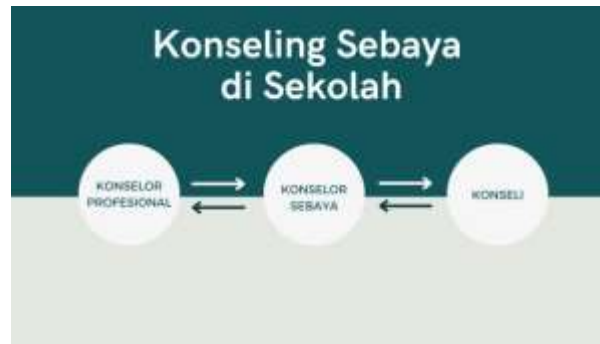 Konseling Sebaya
di Sekolah
KONSELOR
PROFESIONAL
KONSELOR
SEBAYA
KONSELI